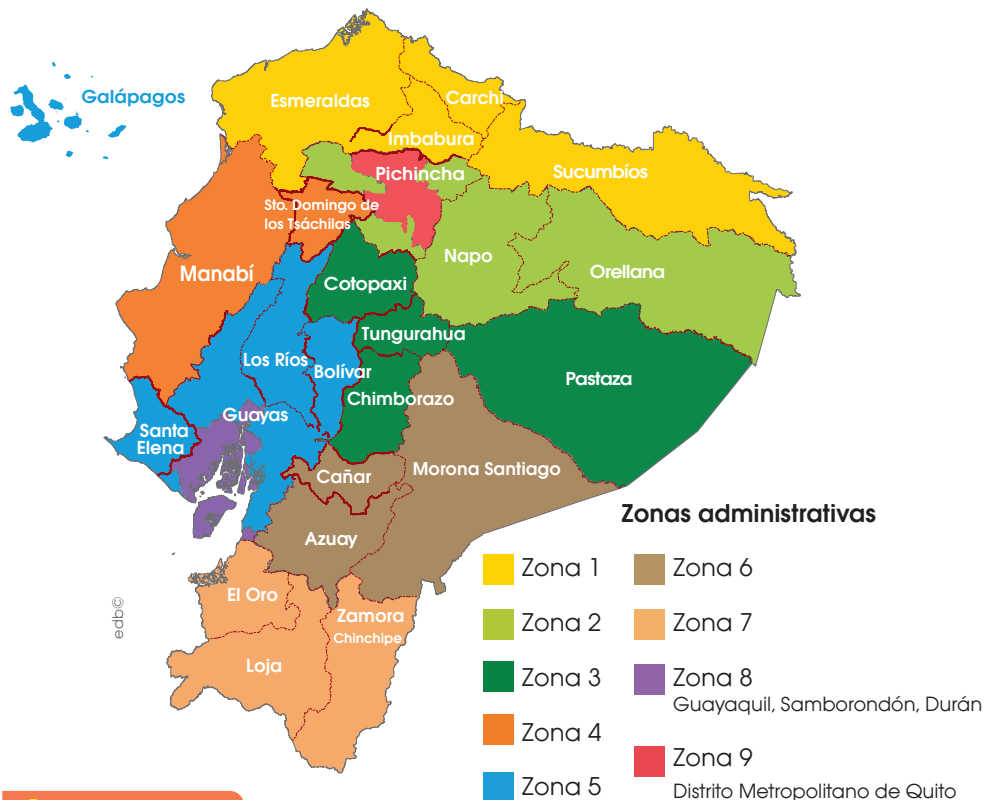 Galápagos
Esmeraldas
Carchi
Imbabura
Pichincha
Sucumbíos
Sto. Domingo de
los Tsáchilas
Manabí
Napo
Orellana
Cotopaxi
Tungurahua
Los Ríos
Bolívar
Pastaza
Chimborazo
Guayas
Santa
Elena
Cañar
Morona Santiago
Azuay
El Oro
Zamora
Chinchipe
Loja
edb©
Zonas administrativas
Zona 1
Zona 2
Zona 3
Zona 4
Zona 5
Zona 6
Zona 7
Zona 8
Guayaquil, Samborondón, Durán
Zona 9
Distrito Metropolitano de Quito